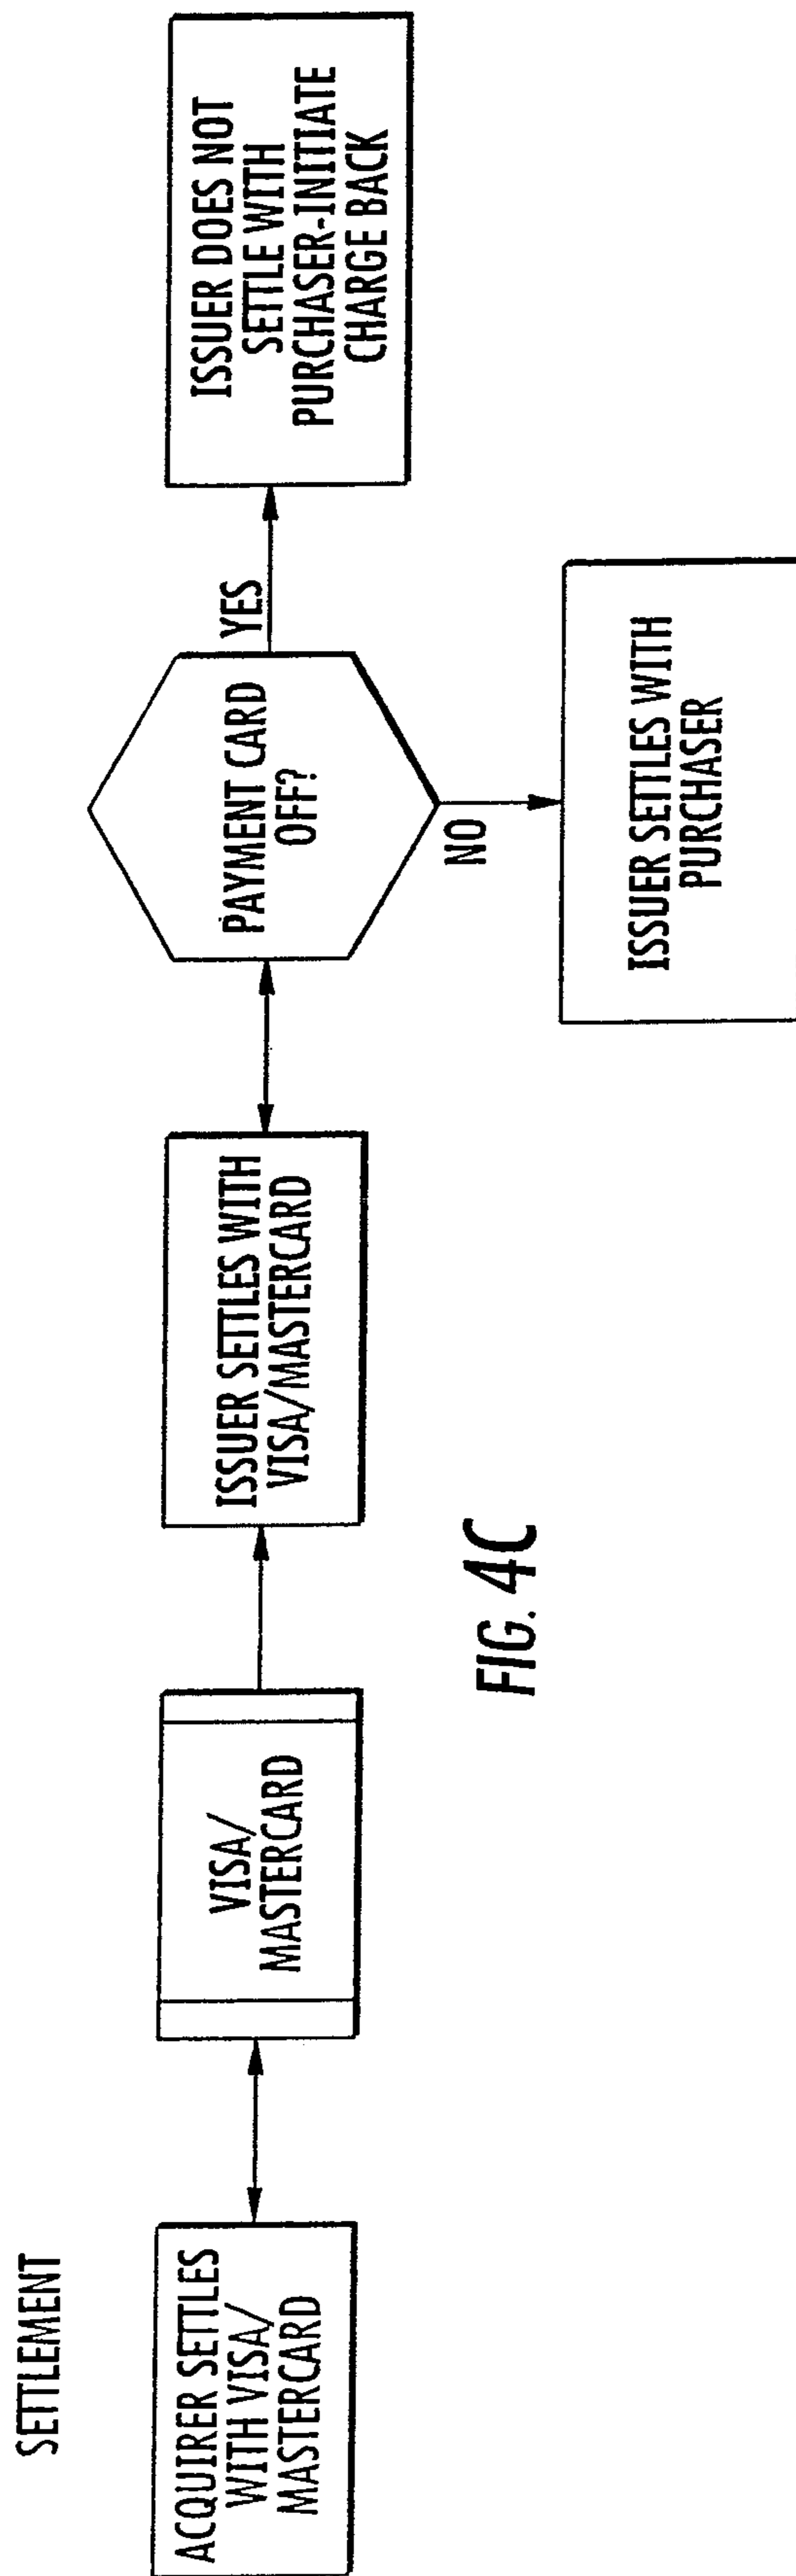 SETTLEMENT
ACQUIRER SETTLES
WITH VISA/
MASTERCARD
VISA/
MASTERCARD
ISSUER SETTLES WITH
VISA/MASTERCARD
PAYMENT CARD
OFF?
YES
ISSUER DOES NOT
SETTLE WITH
PURCHASER-INITIATE
CHARGE BACK
NO
ISSUER SETTLES WITH
PURCHASER
FIG. 4C